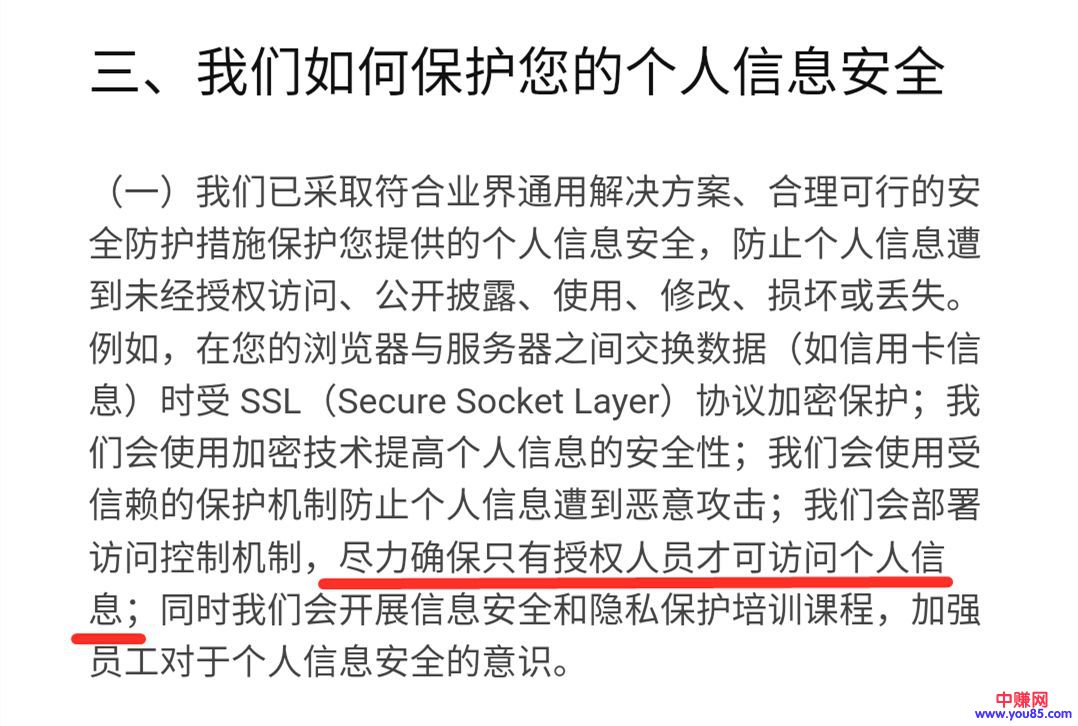 三、我们如何保护您的个人信息安全
（一）我们已采取符合业界通用解决方案、合理可行的安
全防护措施保护您提供的个人信息安全，防止个人信息遭
到未经授权访问、公开披露、使用、修改、损坏或丢失。
例如，在您的浏览器与服务器之间交换数据（如信用卡信
息）时受 SSL（Secure Socket Layer）协议加密保护；我
们会使用加密技术提高个人信息的安全性；我们会使用受
信赖的保护机制防止个人信息遭到恶意攻击；我们会部署
访问控制机制，尽力确保只有授权人员才可访问个人信
息；同时我们会开展信息安全和隐私保护培训课程，加强
员工对于个人信息安全的意识。
中赚网
www.you85.com